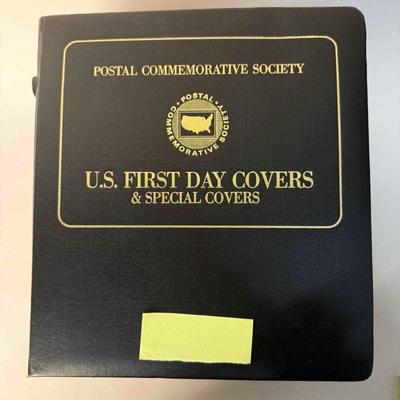 POSTAL COMMEMORATIVE SOCIETY
• POSTAL •
COMMEMORATIVE SOCIETY
U.S. FIRST DAY COVERS
& SPECIAL COVERS